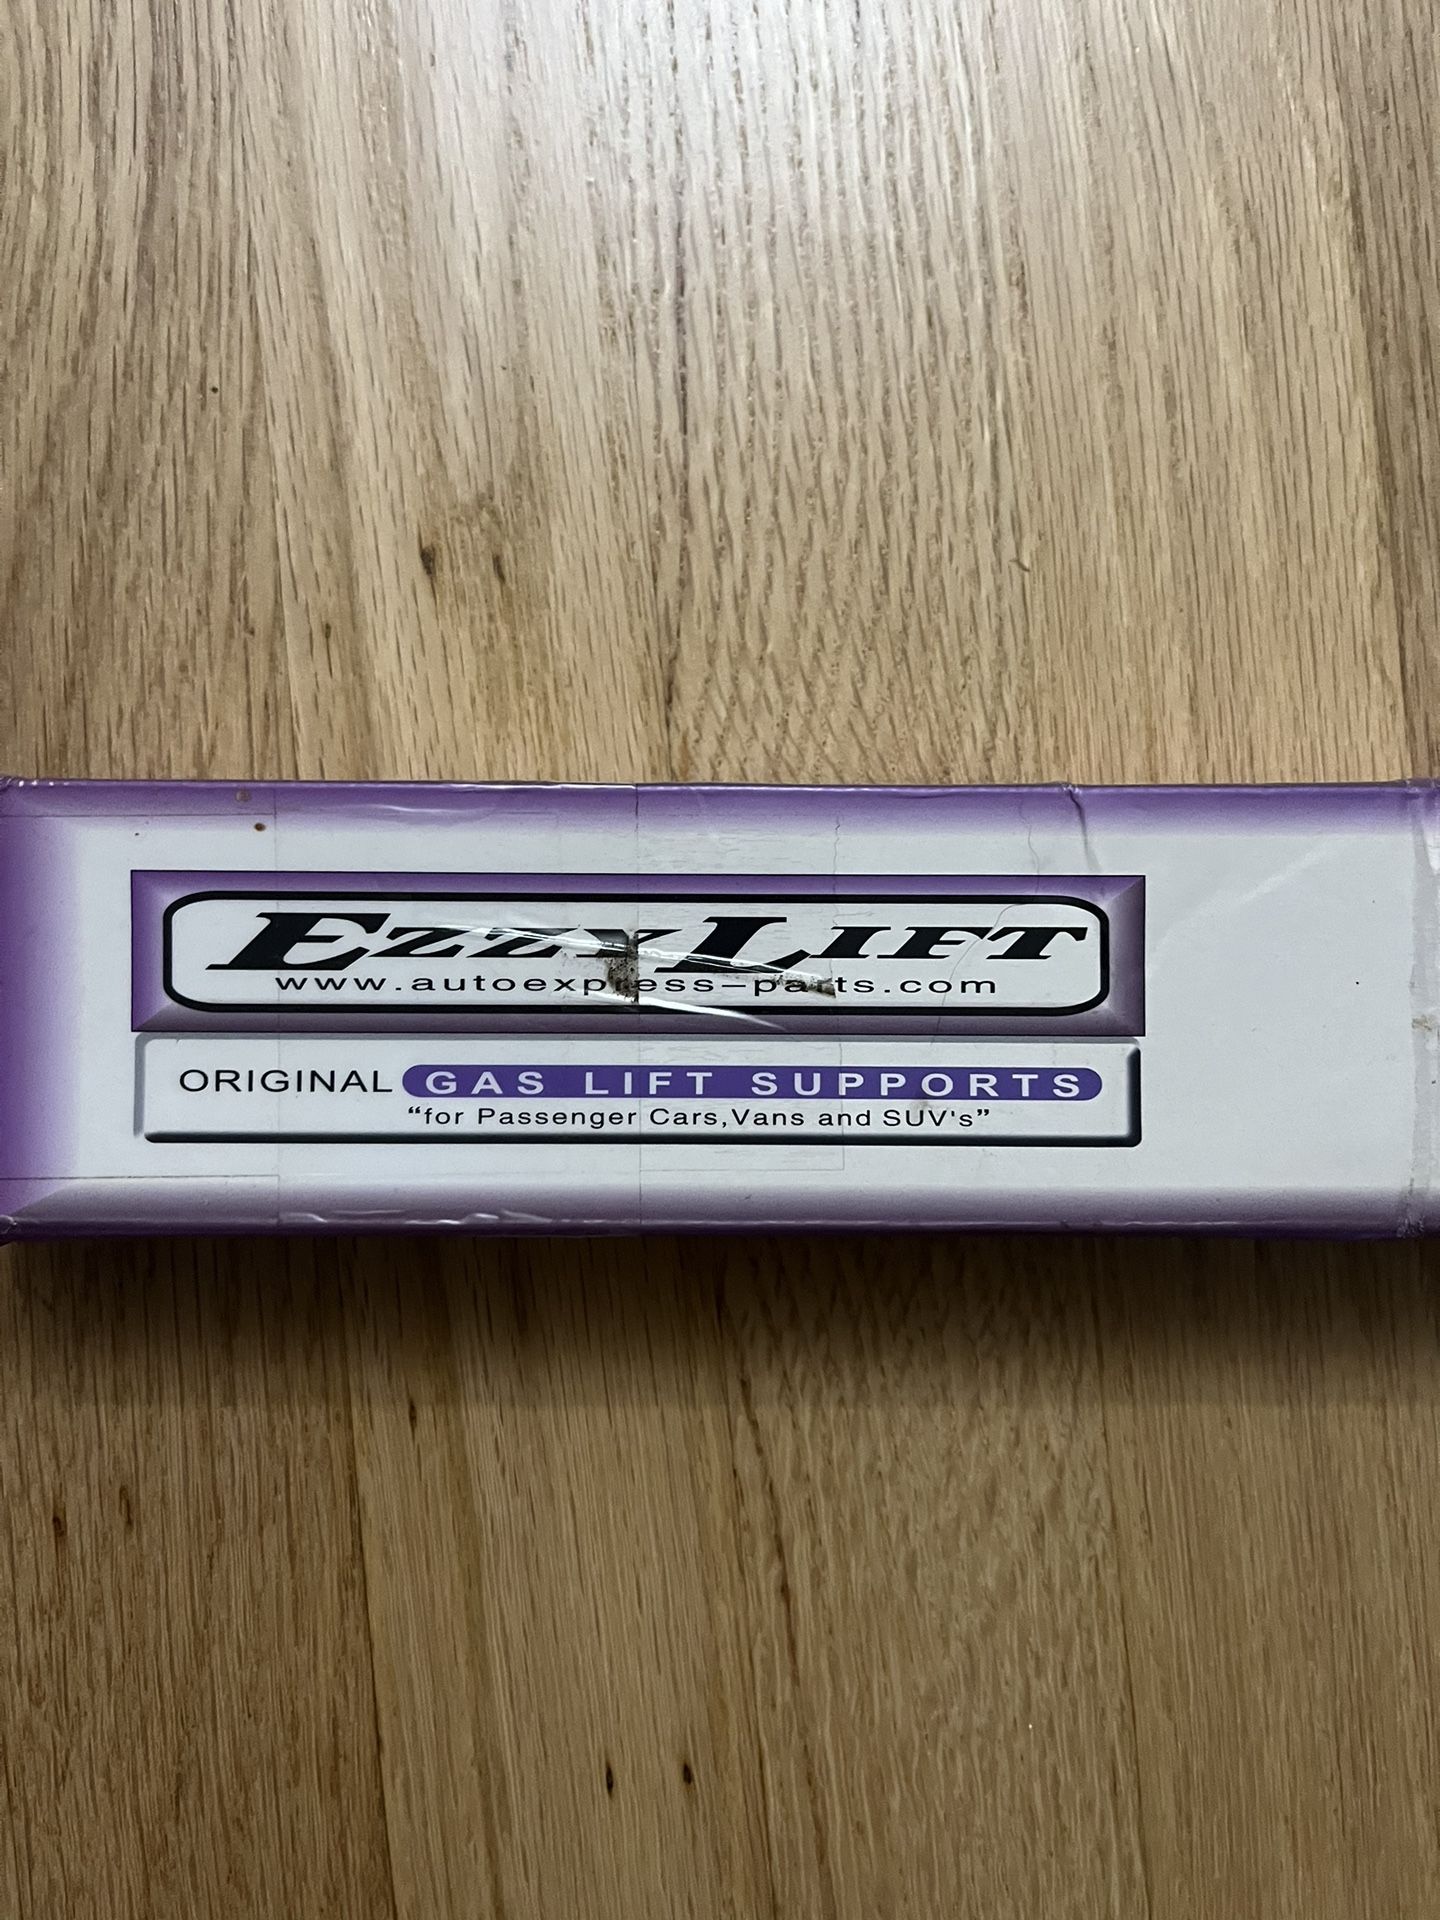 EZZYLIFT
www.autoexpress-parts.com
ORIGINAL GAS LIFT SUPPORTS
“for Passenger Cars,Vans and SUV's”